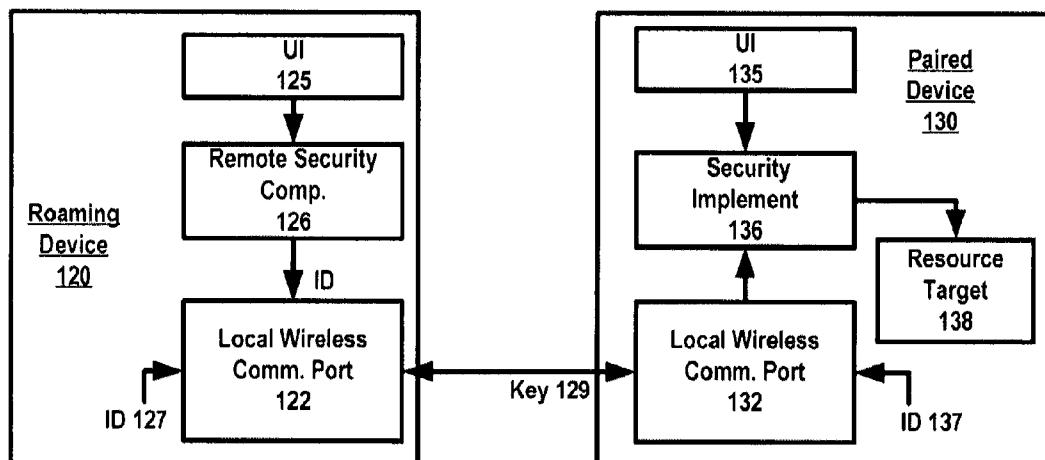 UI
125
Remote Security
Comp.
126
Roaming
Device
120
ID
Local Wireless
Comm. Port
122
ID 127
Key 129
UI
135
Paired
Device
130
Security
Implement
136
Resource
Target
138
Local Wireless
Comm. Port
132
ID 137